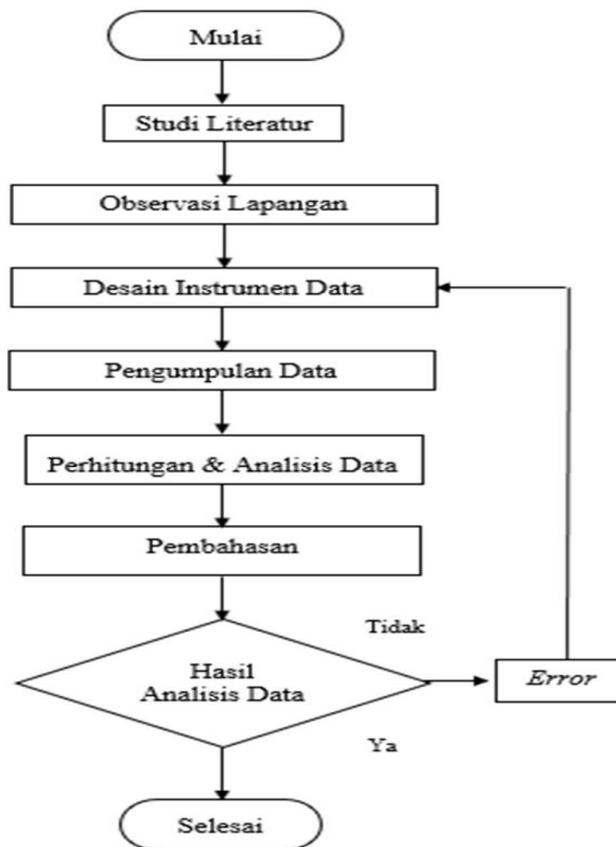 Mulai
Studi Literatur
Observasi Lapangan
Desain Instrumen Data
Pengumpulan Data
Perhitungan & Analisis Data
Pembahasan
Tidak
Hasil
Analisis Data
Error
Ya
Selesai